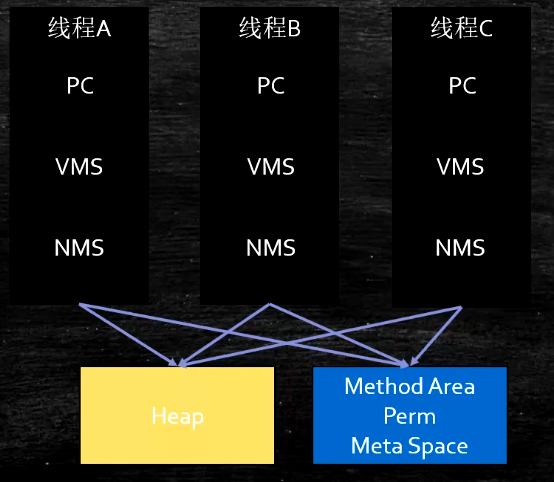 线程A
PC
VMS
NMS
线程B
PC
VMS
NMS
线程C
PC
VMS
NMS
Heap
Method Area
Perm
Meta Space